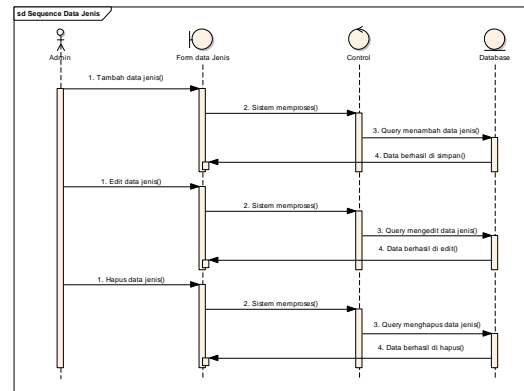 sd Sequence Data Jenis
Admin
Form data Jenis
Control
Database
1. Tambah data jenis()
2. Sistem memproses()
3. Query menambah data jenis()
4. Data berhasil di simpan()
1. Edit data jenis()
2. Sistem memproses()
3. Query mengedit data jenis()
4. Data berhasil di edit()
1. Hapus data jenis()
2. Sistem memproses()
3. Query menghapus data jenis()
4. Data berhasil di hapus()